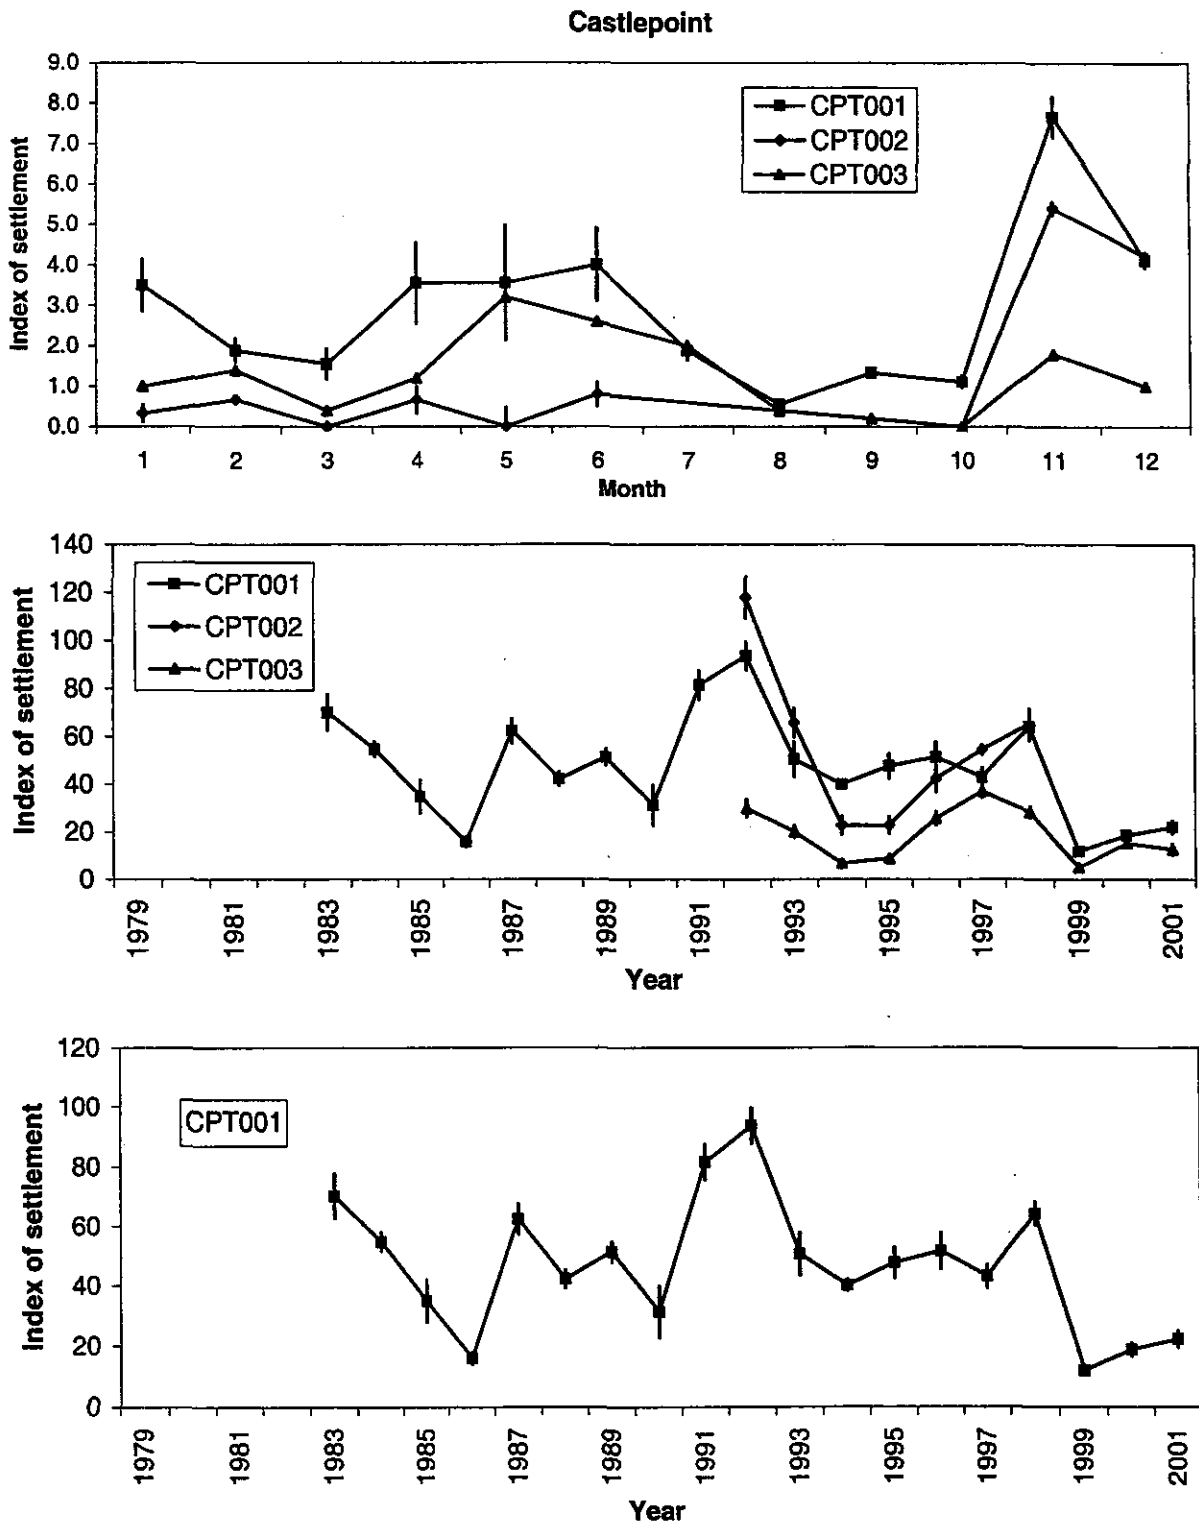 Castlepoint
9.0
8.0
7.0
6.0
5.0
4.0
3.0
2.0
1.0
0.0
Index of settlement
CPT001
CPT002
CPT003
1 2 3 4 5 6 7 8 9 10 11 12
Month
140
120
100
80
60
40
20
0
Index of settlement
CPT001
CPT002
CPT003
1979 1981 1983 1985 1987 1989 1991 1993 1995 1997 1999 2001
Year
120
100
80
60
40
20
0
Index of settlement
CPT001
1979 1981 1983 1985 1987 1989 1991 1993 1995 1997 1999 2001
Year